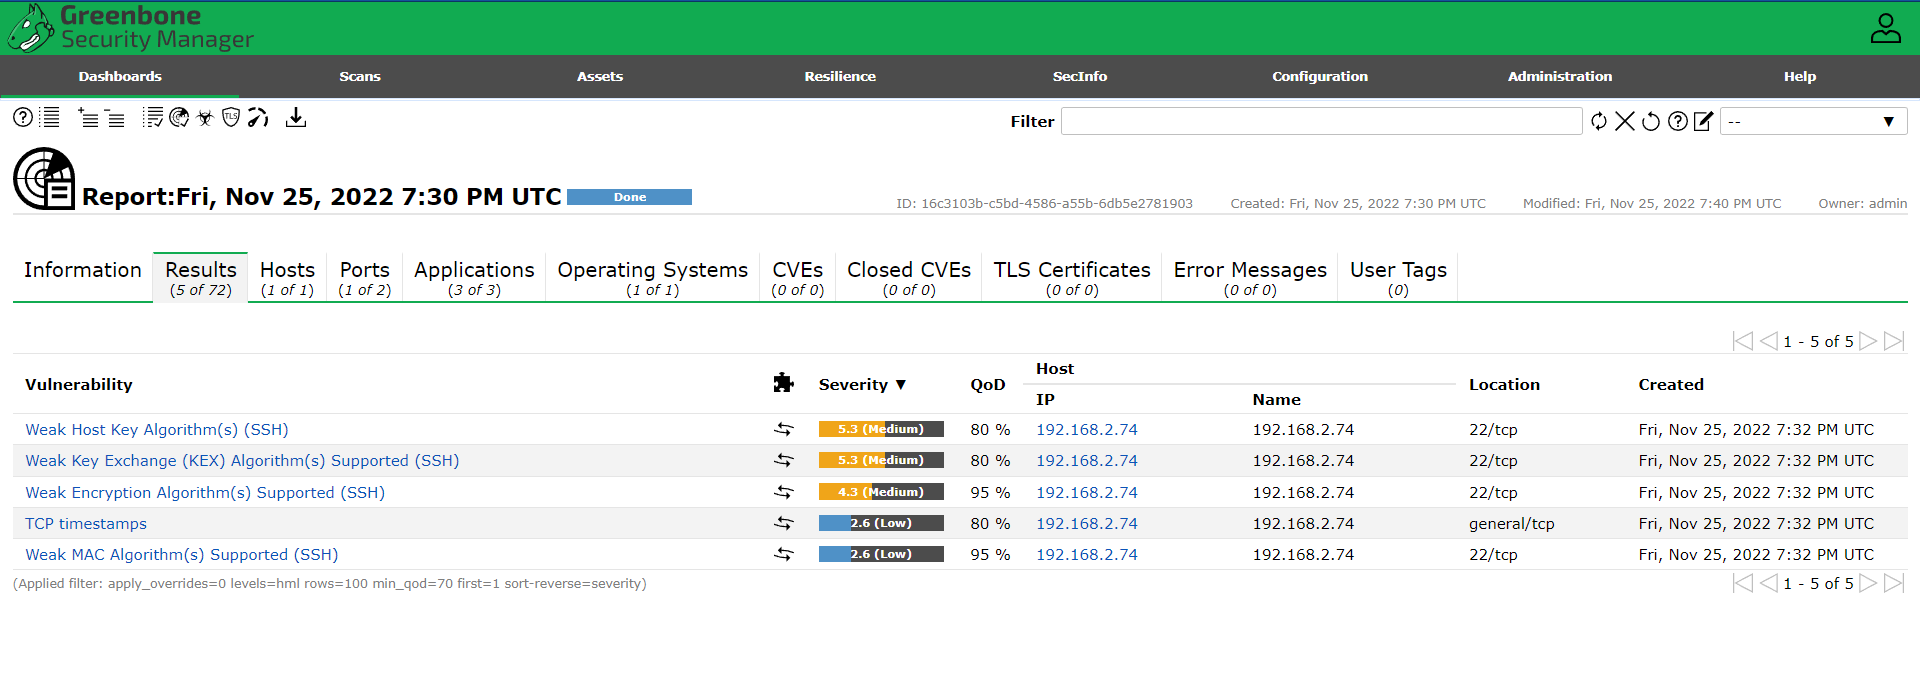 Greenbone
Security Manager
Dashboards Scans Assets Resilience SecInfo Configuration Administration Help
TLS
Filter --
Report:Fri, Nov 25, 2022 7:30 PM UTC Done
ID: 16c3103b-c5bd-4586-a55b-6db5e2781903 Created: Fri, Nov 25, 2022 7:30 PM UTC Modified: Fri, Nov 25, 2022 7:40 PM UTC Owner: admin
Information Results Hosts Ports Applications Operating Systems CVEs Closed CVEs TLS Certificates Error Messages User Tags
(5 of 72) (1 of 1) (1 of 2) (3 of 3) (1 of 1) (0 of 0) (0 of 0) (0 of 0) (0 of 0) (0)
1 - 5 of 5
Vulnerability Severity ▼ QoD Host Location Created
IP Name
Weak Host Key Algorithm(s) (SSH) 5.3 (Medium) 80 % 192.168.2.74 192.168.2.74 22/tcp Fri, Nov 25, 2022 7:32 PM UTC
Weak Key Exchange (KEX) Algorithm(s) Supported (SSH) 5.3 (Medium) 80 % 192.168.2.74 192.168.2.74 22/tcp Fri, Nov 25, 2022 7:32 PM UTC
Weak Encryption Algorithm(s) Supported (SSH) 4.3 (Medium) 95 % 192.168.2.74 192.168.2.74 22/tcp Fri, Nov 25, 2022 7:32 PM UTC
TCP timestamps 2.6 (Low) 80 % 192.168.2.74 192.168.2.74 general/tcp Fri, Nov 25, 2022 7:32 PM UTC
Weak MAC Algorithm(s) Supported (SSH) 2.6 (Low) 95 % 192.168.2.74 192.168.2.74 22/tcp Fri, Nov 25, 2022 7:32 PM UTC
(Applied filter: apply_overrides=0 levels=hml rows=100 min_qod=70 first=1 sort-reverse=severity) 1 - 5 of 5